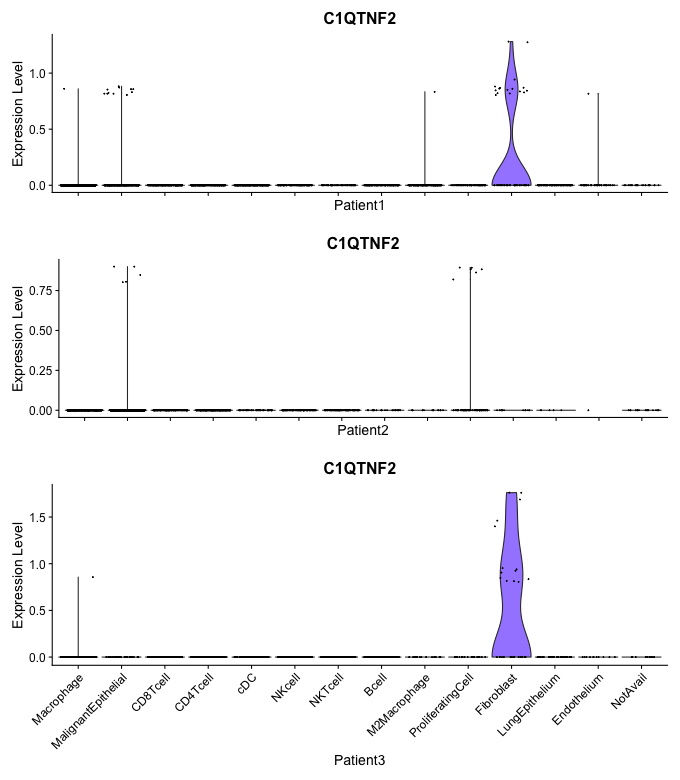 C1QTNF2
Expression Level
1.0
0.5
0.0
Patient1
C1QTNF2
Expression Level
0.75
0.50
0.25
0.00
Patient2
C1QTNF2
Expression Level
1.5
1.0
0.5
0.0
Macrophage
MalignantEpithelial
CD8Tcell
CD4Tcell
cDC
NKcell
NKTcell
Bcell
M2Macrophage
ProliferatingCell
Fibroblast
LungEpithelium
Endothelium
NotAvail
Patient3